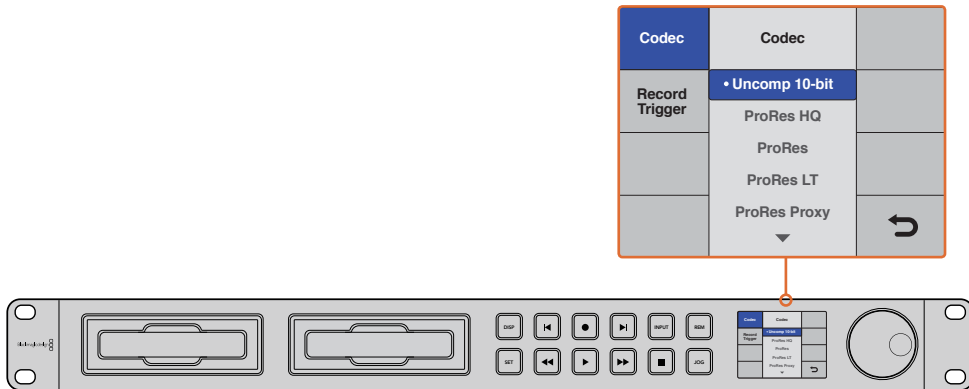 Codec
Codec
Record
Trigger
• Uncomp 10-bit
ProRes HQ
ProRes
ProRes LT
ProRes Proxy
DISP
INPUT
REM
SET
JOG
Codec
Codec
Record
Trigger
• Uncomp 10-bit
ProRes HQ
ProRes
ProRes LT
ProRes Proxy